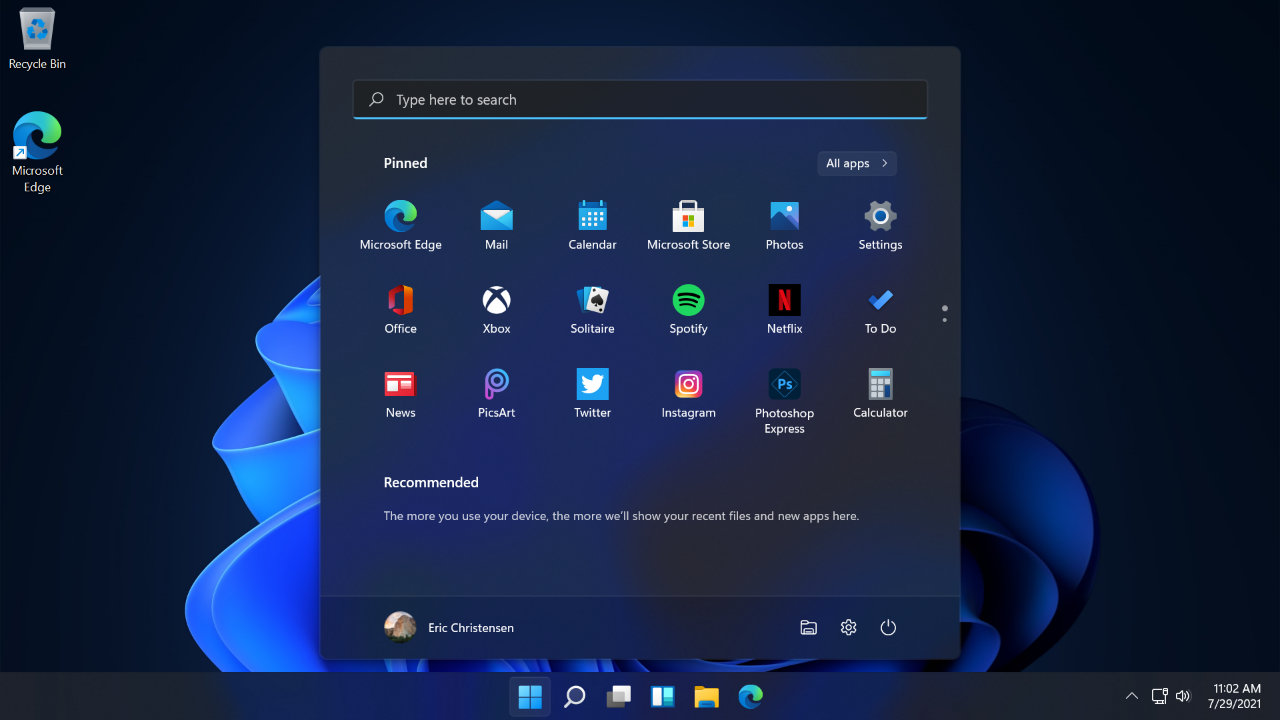 Recycle Bin
Microsoft
Edge
Type here to search
Pinned
All apps
Microsoft Edge
Mail
Calendar
Microsoft Store
Photos
Settings
Office
Xbox
Solitaire
Spotify
N
Netflix
To Do
News
PicsArt
Twitter
Instagram
Ps
Photoshop
Express
Calculator
Recommended
The more you use your device, the more we'll show your recent files and new apps here.
Eric Christensen
11:02 AM
7/29/2021